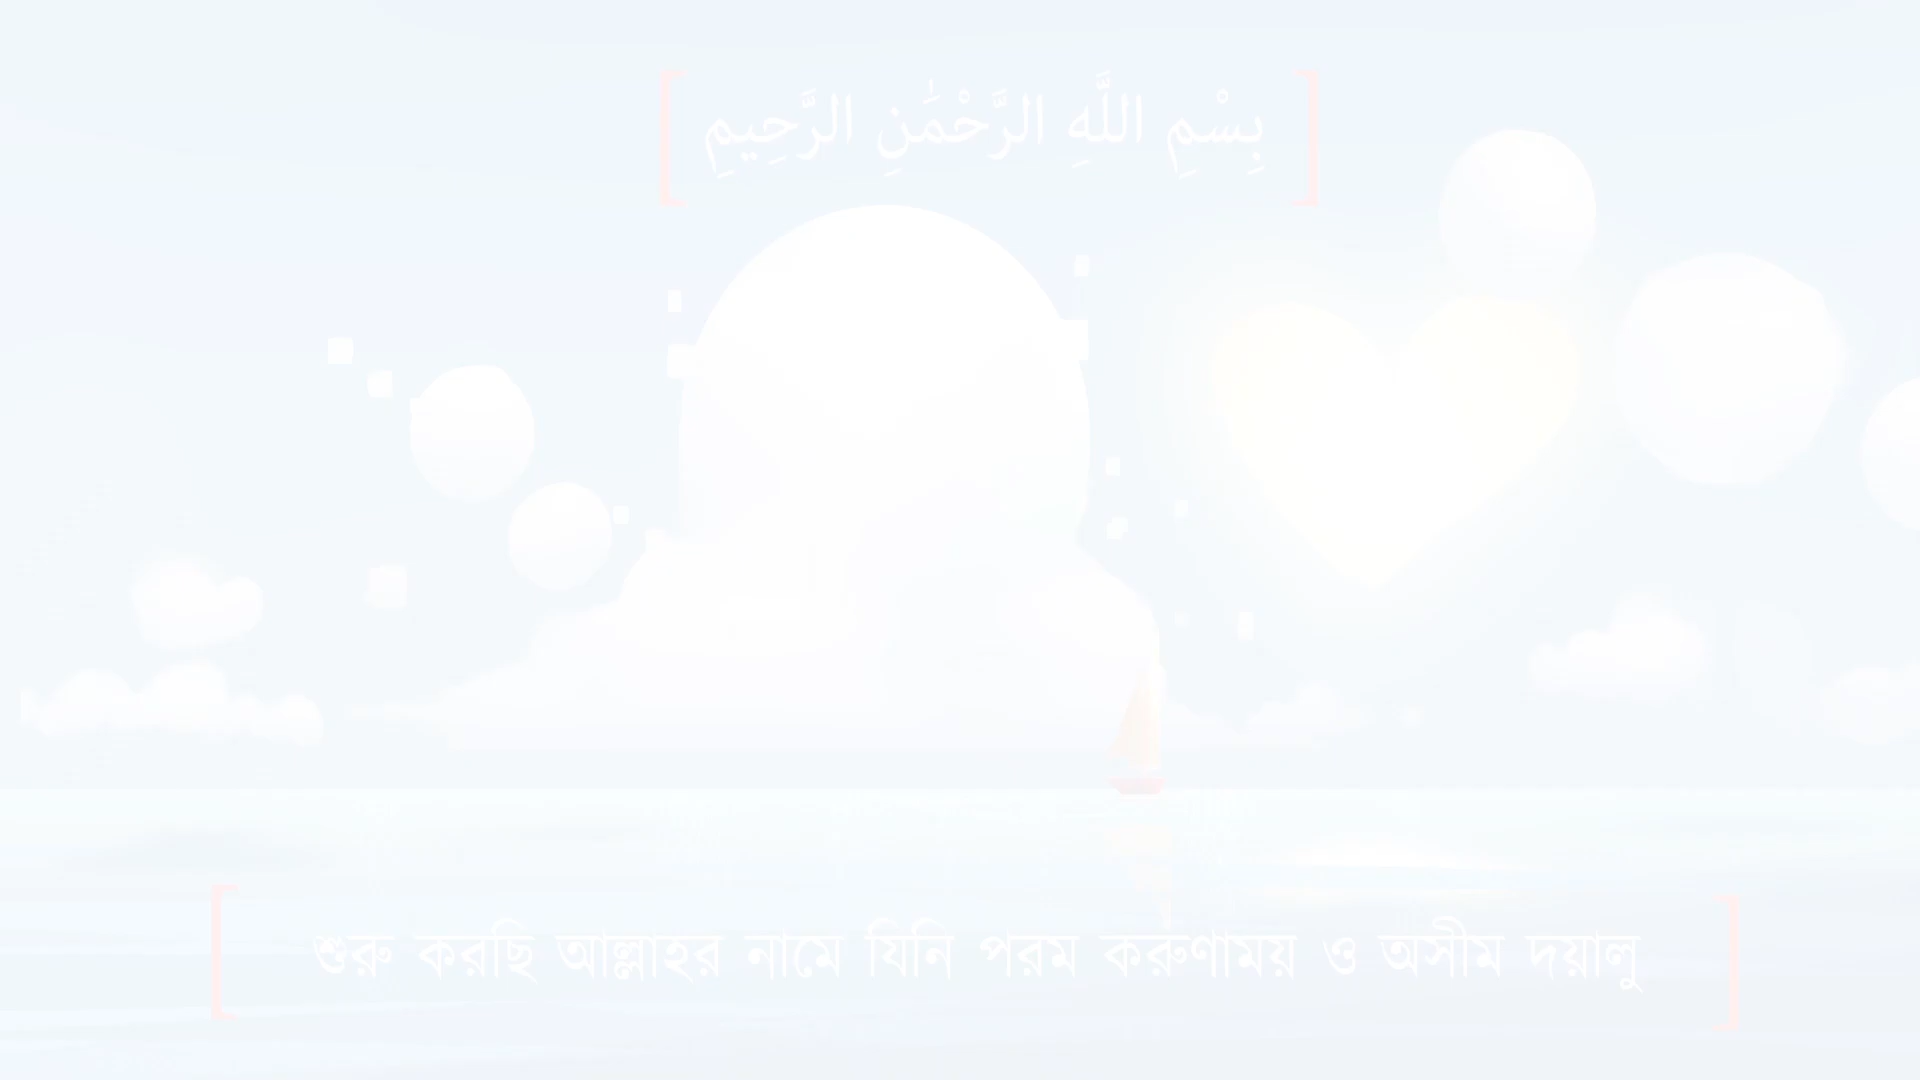 بِسْمِ اللَّهِ الرَّحْمَٰنِ الرَّحِيمِ
শুরু করছি আল্লাহর নামে যিনি পরম করুণাময় ও অসীম দয়ালু